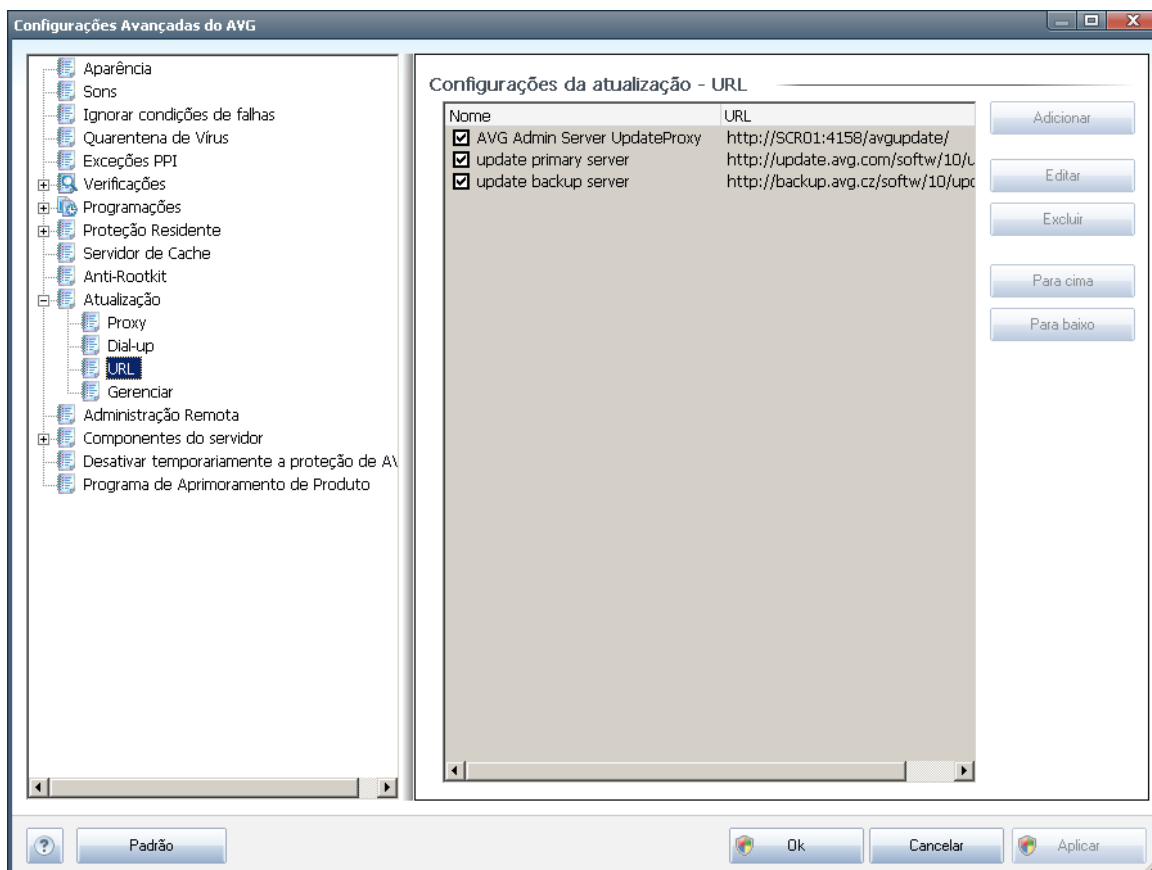 Configurações Avançadas do AVG
Aparência
Sons
Ignorar condições de falhas
Quarentena de Vírus
Exceções PPI
Verificações
Programações
Proteção Residente
Servidor de Cache
Anti-Rootkit
Atualização
Proxy
Dial-up
URL
Gerenciar
Administração Remota
Componentes do servidor
Desativar temporariamente a proteção de AV
Programa de Aprimoramento de Produto
Configurações da atualização - URL
Nome URL
AVG Admin Server UpdateProxy http://SCR01:4158/avgupdate/
update primary server http://update.avg.com/softw/10/u
update backup server http://backup.avg.cz/softw/10/upd
Adicionar
Editar
Excluir
Para cima
Para baixo
? Padrão Ok Cancelar Aplicar